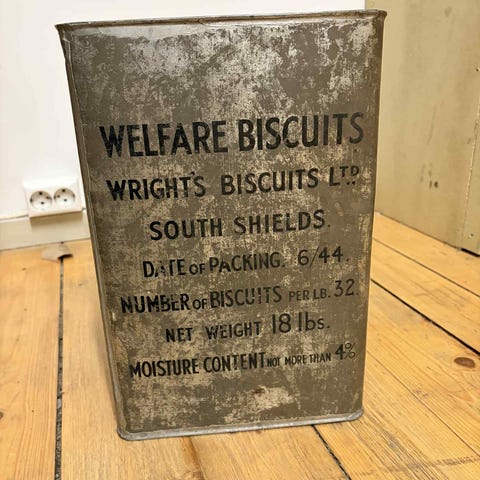 WELFARE BISCUITS
WRIGHT'S BISCUITS LTD
SOUTH SHIELDS.
DATE OF PACKING. 6/44.
NUMBER OF BISCUITS PER LB. 32.
NET WEIGHT 18 lbs.
MOISTURE CONTENT NOT MORE THAN 4%